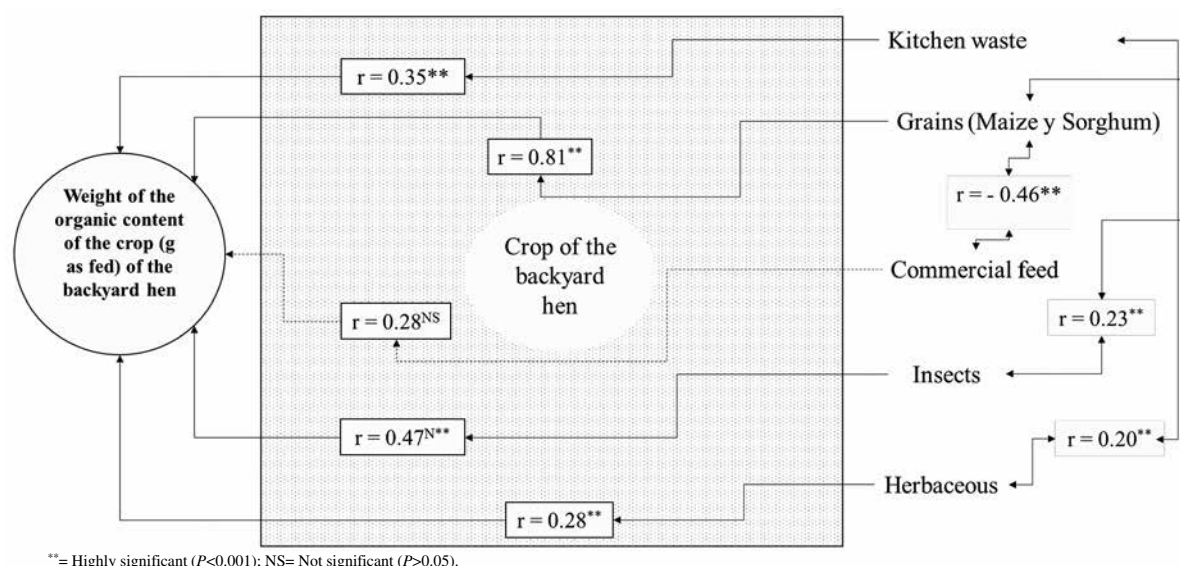 Kitchen waste
r = 0.35**
Grains (Maize y Sorghum)
r = 0.81**
r = - 0.46**
Weight of the
organic content
of the crop (g
as fed) of the
backyard hen
Crop of the
backyard
hen
Commercial feed
r = 0.28NS
r = 0.23**
Insects
r = 0.47N**
r = 0.20**
Herbaceous
r = 0.28**
**= Highly significant (P<0.001); NS= Not significant (P>0.05).